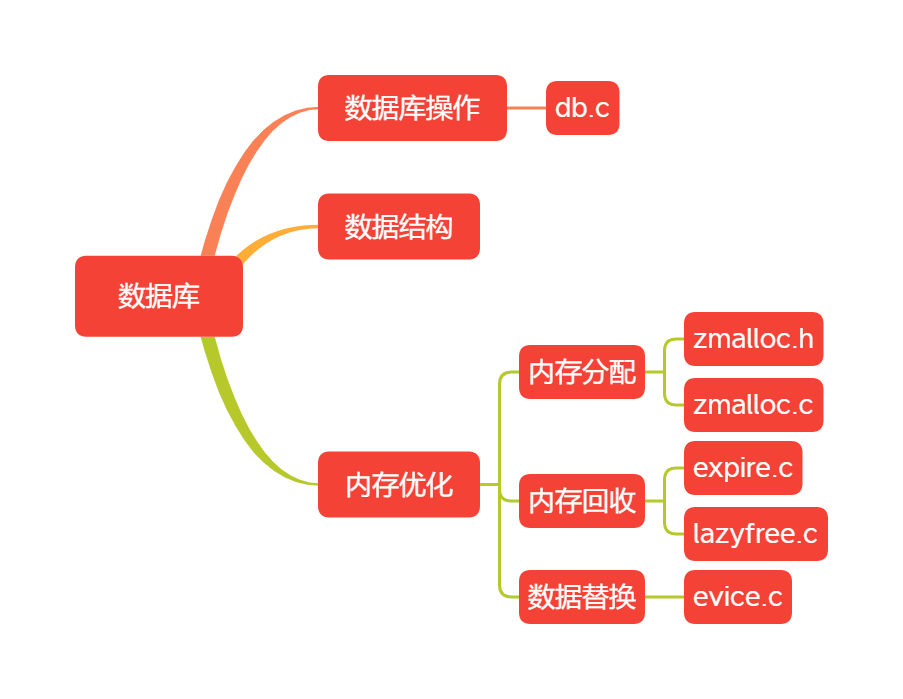 数据库
数据库操作
db.c
数据结构
内存优化
内存分配
zmalloc.h
zmalloc.c
内存回收
expire.c
lazyfree.c
数据替换
evice.c